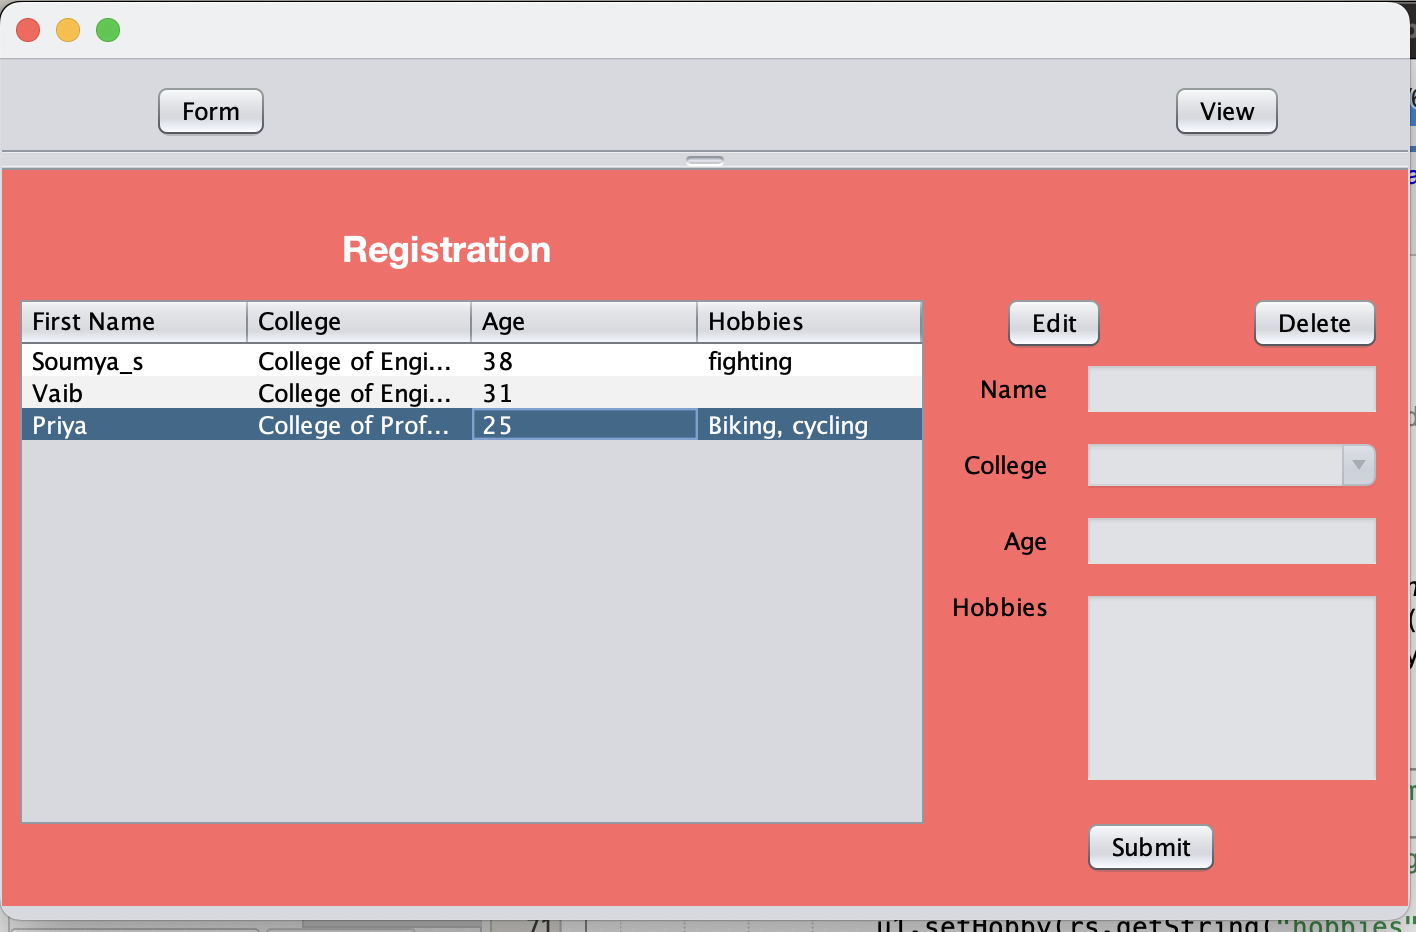 Form View
Registration
First Name College Age Hobbies
Soumya_s College of Engi... 38 fighting
Vaib College of Engi... 31
Priya College of Prof... 25 Biking, cycling
Edit Delete
Name
College
Age
Hobbies
Submit
71 u1.setHobby(rs.getString("hobbies"